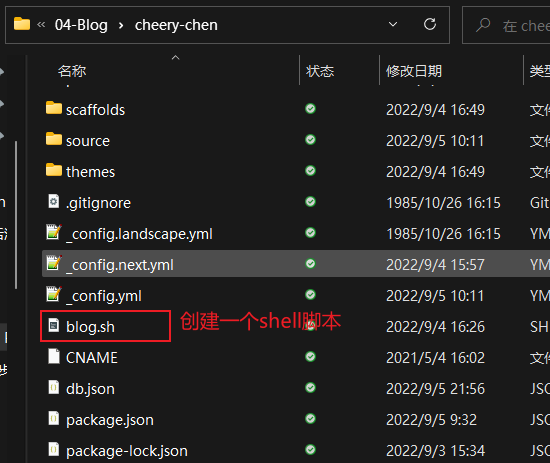 « 04-Blog › cheery-chen
在 chee
名称 状态 修改日期 类型
scaffolds 2022/9/4 16:49 文件
source 2022/9/5 10:11 文件
themes 2022/9/4 16:49 文件
.gitignore 1985/10/26 16:15 Git
_config.landscape.yml 1985/10/26 16:15 YM
_config.next.yml 2022/9/4 15:57 YM
_config.yml 2022/9/5 10:11 YM
blog.sh 创建一个shell脚本 2022/9/4 16:26 SH
CNAME 2021/5/4 16:02 文件
db.json 2022/9/5 21:56 JSO
package.json 2022/9/5 9:32 JSO
package-lock.json 2022/9/3 15:34 JSO